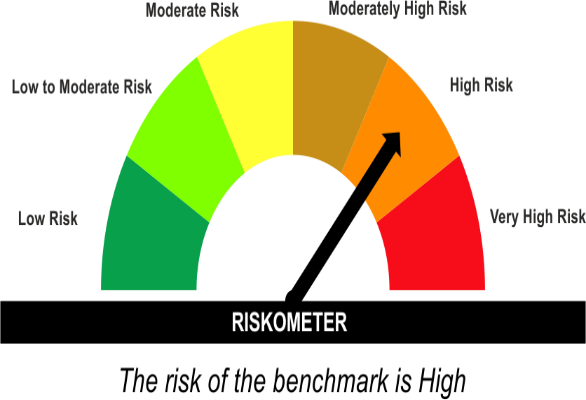 Moderate Risk
Moderately High Risk
Low to Moderate Risk
High Risk
Low Risk
Very High Risk
RISKOMETER
The risk of the benchmark is High